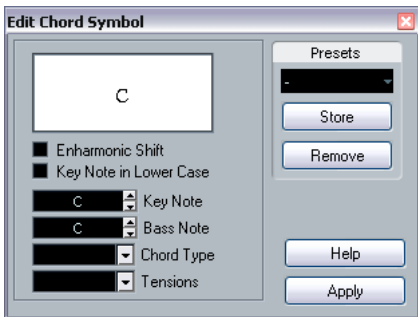 Edit Chord Symbol
C
Enharmonic Shift
Key Note in Lower Case
C Key Note
C Bass Note
Chord Type
Tensions
Presets
-
Store
Remove
Help
Apply